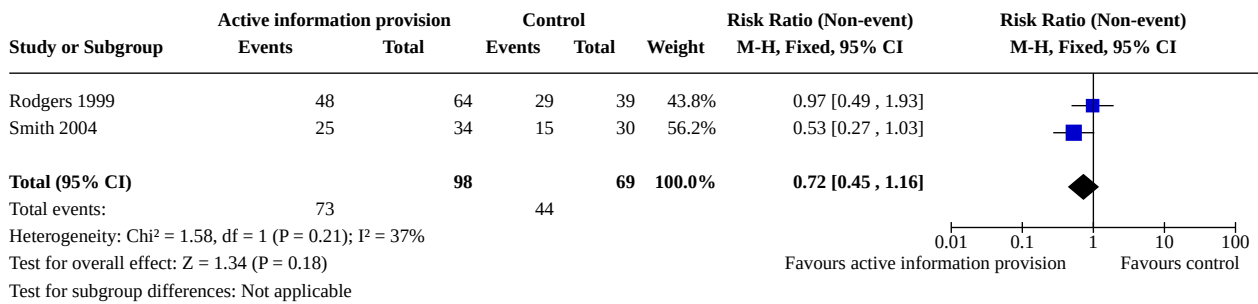 Active information provision Control Risk Ratio (Non-event) Risk Ratio (Non-event)
Study or Subgroup Events Total Events Total Weight M-H, Fixed, 95% CI M-H, Fixed, 95% CI
Rodgers 1999 48 64 29 39 43.8% 0.97 [0.49 , 1.93]
Smith 2004 25 34 15 30 56.2% 0.53 [0.27 , 1.03]
Total (95% CI) 98 69 100.0% 0.72 [0.45 , 1.16]
Total events: 73 44
Heterogeneity: Chi² = 1.58, df = 1 (P = 0.21); I² = 37%
0.01 0.1 1 10 100
Test for overall effect: Z = 1.34 (P = 0.18) Favours active information provision Favours control
Test for subgroup differences: Not applicable